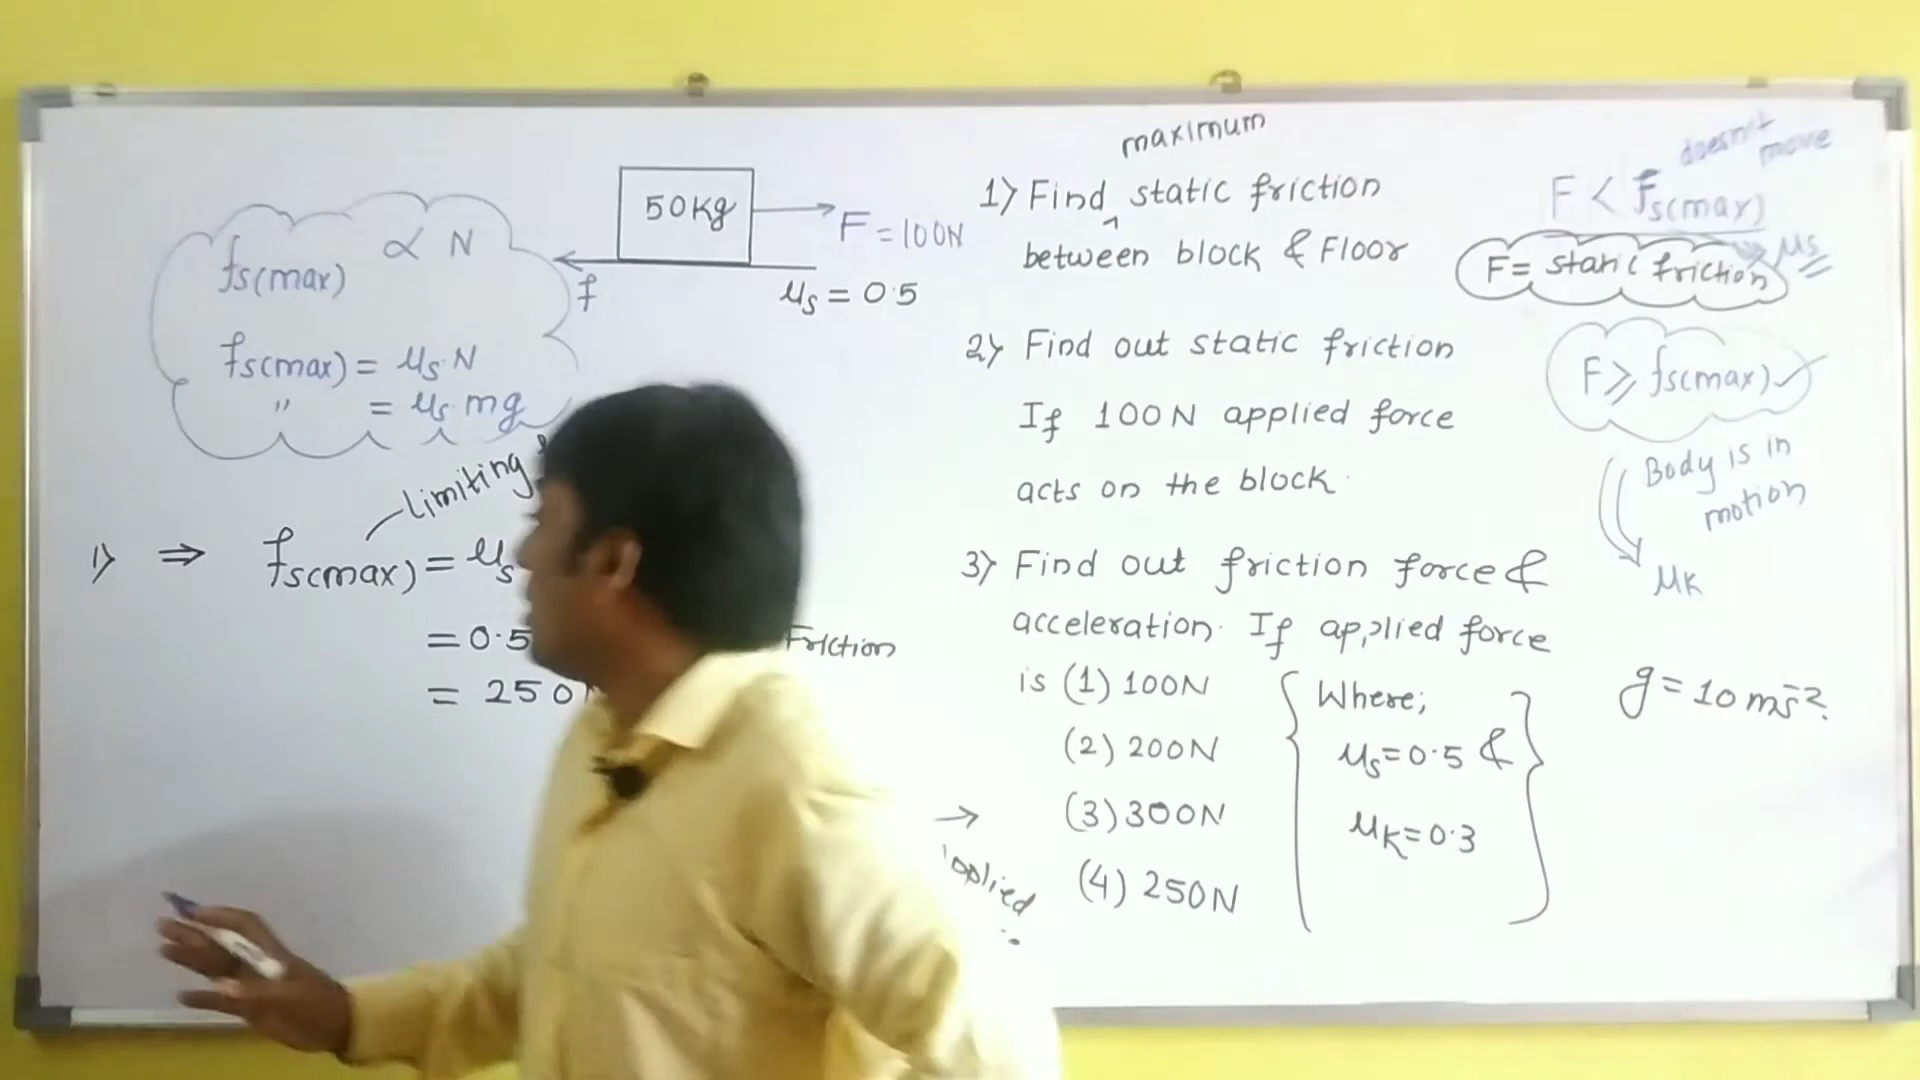 fs(max) ∝ N
fs(max) = μs N
" = μs mg
50kg
F = 100N
f
μs = 0.5
Limiting
1) ⇒ fs(max) = μs
= 0.5
= 250N
Friction
maximum
1) Find static friction
between block & Floor
2) Find out static friction
If 100N applied force
acts on the block.
3) Find out friction force &
acceleration. If applied force
is (1) 100N
(2) 200N
→ (3) 300N
(4) 250N
Where;
μs=0.5 &
μK=0.3
doesn't
move
F < fs(max)
μs
F = static friction
F ⩾ fs(max) ✓
Body is in
motion
μK
g = 10 ms⁻².